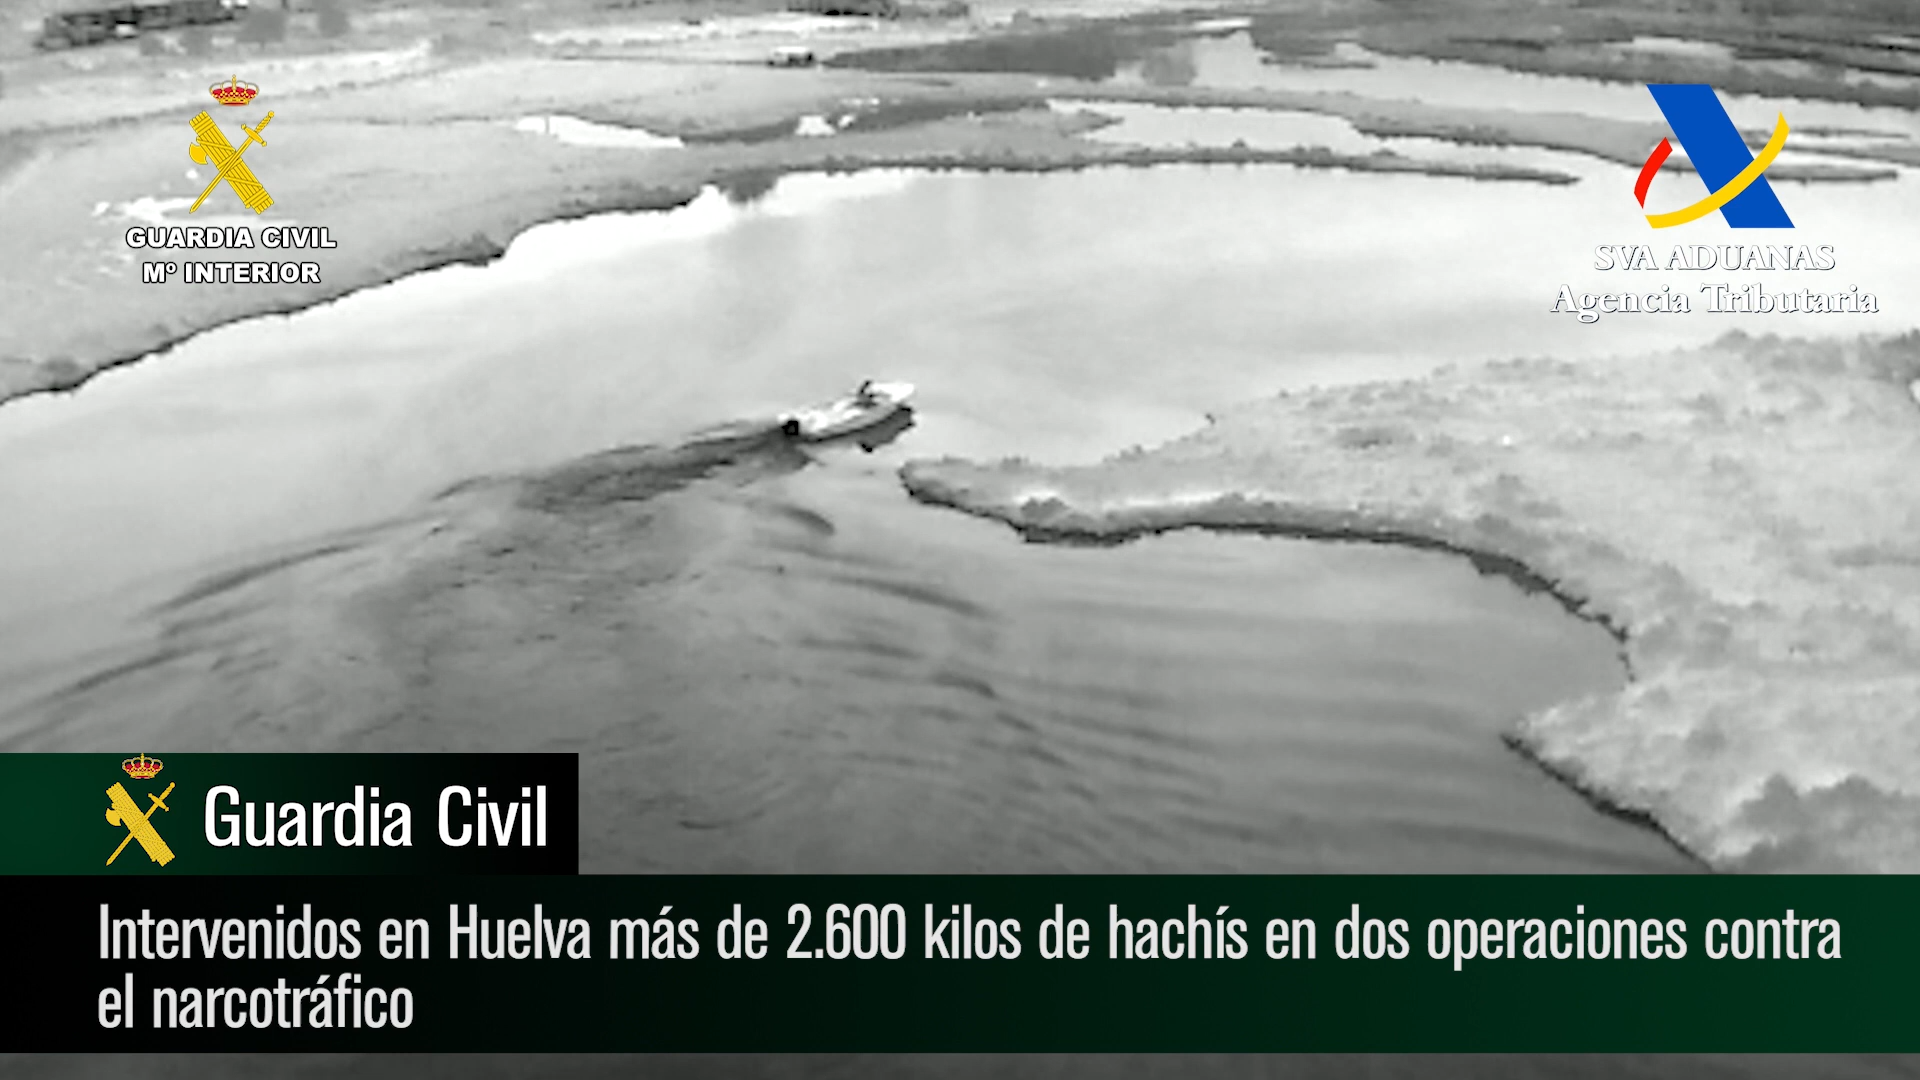 GUARDIA CIVIL
Mº INTERIOR
SVA ADUANAS
Agencia Tributaria
Guardia Civil
Intervenidos en Huelva más de 2.600 kilos de hachís en dos operaciones contra
el narcotráfico